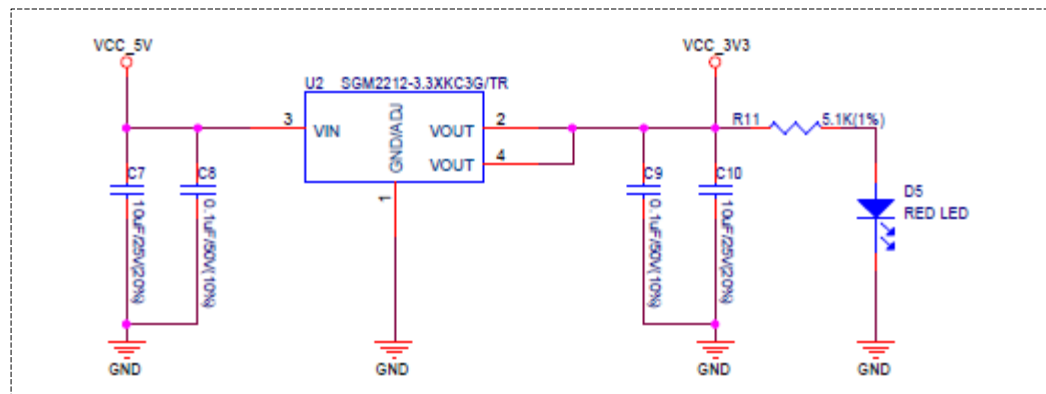 VCC_5V
VCC_3V3
U2 SGM2212-3.3XKC3G/TR
3
VIN
GND/ADJ
VOUT
2
VOUT
4
1
R11
5.1K(1%)
C7
10uF/25V(20%)
C8
0.1uF/50V(10%)
C9
0.1uF/50V(10%)
C10
10uF/25V(20%)
D5
RED LED
GND
GND
GND
GND